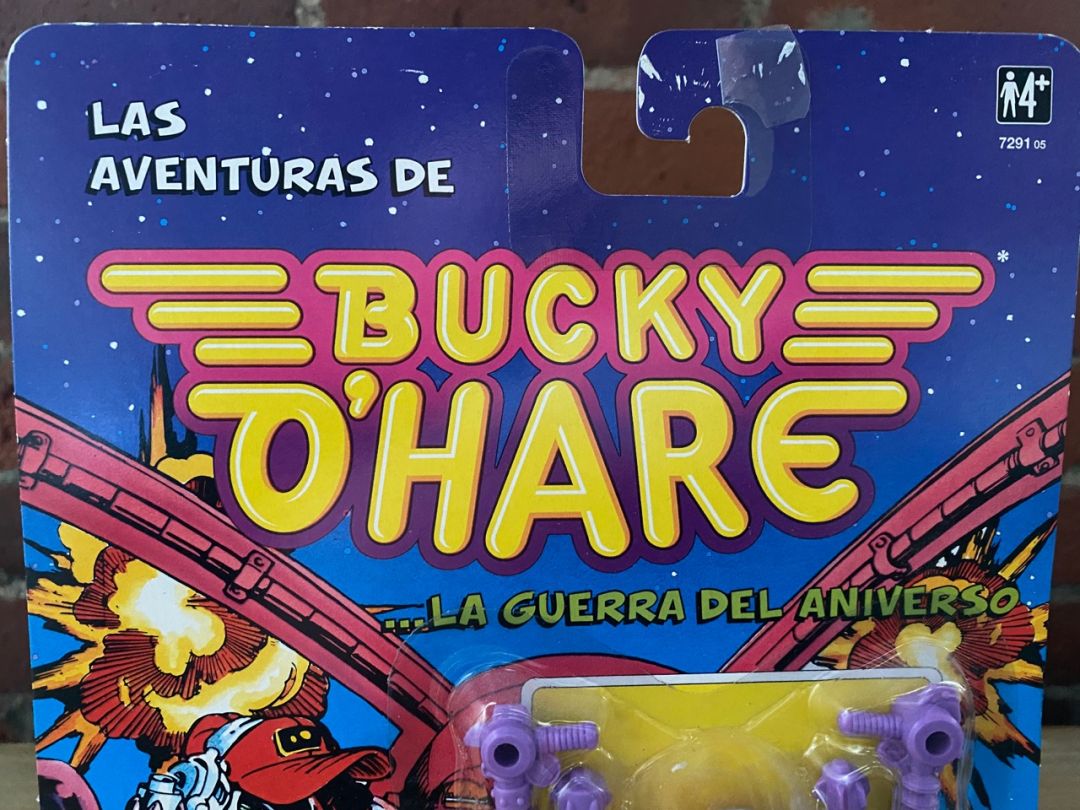 LAS
AVENTURAS DE
4+
7291 05
BUCKY
*
O'HARE
...LA GUERRA DEL ANIVERSO